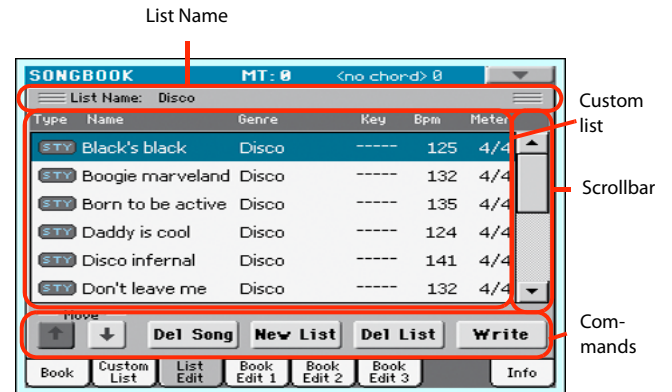 List Name
SONGBOOK MT: 0 <no chord> 0
List Name: Disco
Type Name Genre Key Bpm Meter
STY Black's black Disco ----- 125 4/4
STY Boogie marveland Disco ----- 132 4/4
STY Born to be active Disco ----- 135 4/4
STY Daddy is cool Disco ----- 124 4/4
STY Disco infernal Disco ----- 141 4/4
STY Don't leave me Disco ----- 132 4/4
Custom
list
Scrollbar
Move
Del Song New List Del List Write
Com-
mands
Book Custom List List Edit Book Edit 1 Book Edit 2 Book Edit 3 Info